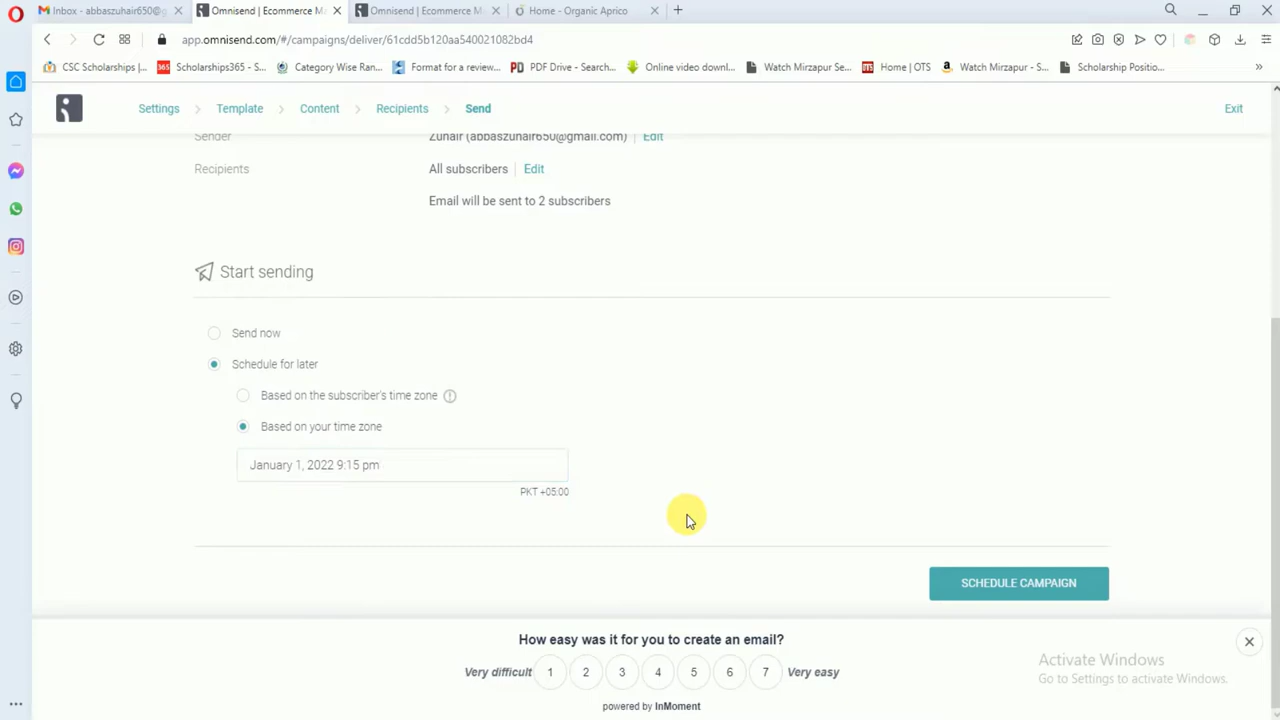 Inbox - abbaszuhair650@g
Omnisend | Ecommerce M
Omnisend | Ecommerce M
Home - Organic Aprico
app.omnisend.com/#/campaigns/deliver/61cdd5b120aa540021082bd4
CSC Scholarships |...
365 Scholarships365 - S...
Category Wise Ran...
Format for a review...
PD PDF Drive - Search...
Online video downl...
Watch Mirzapur Se...
OTS Home | OTS
a Watch Mirzapur - S...
Scholarship Positio...
»
Settings > Template > Content > Recipients > Send
Exit
Sender Zuhair (abbaszuhair650@gmail.com) | Edit
Recipients All subscribers | Edit
Email will be sent to 2 subscribers
Start sending
Send now
Schedule for later
Based on the subscriber's time zone
Based on your time zone
January 1, 2022 9:15 pm
PKT +05:00
SCHEDULE CAMPAIGN
How easy was it for you to create an email?
Very difficult 1 2 3 4 5 6 7 Very easy
powered by InMoment
Activate Windows
Go to Settings to activate Windows.